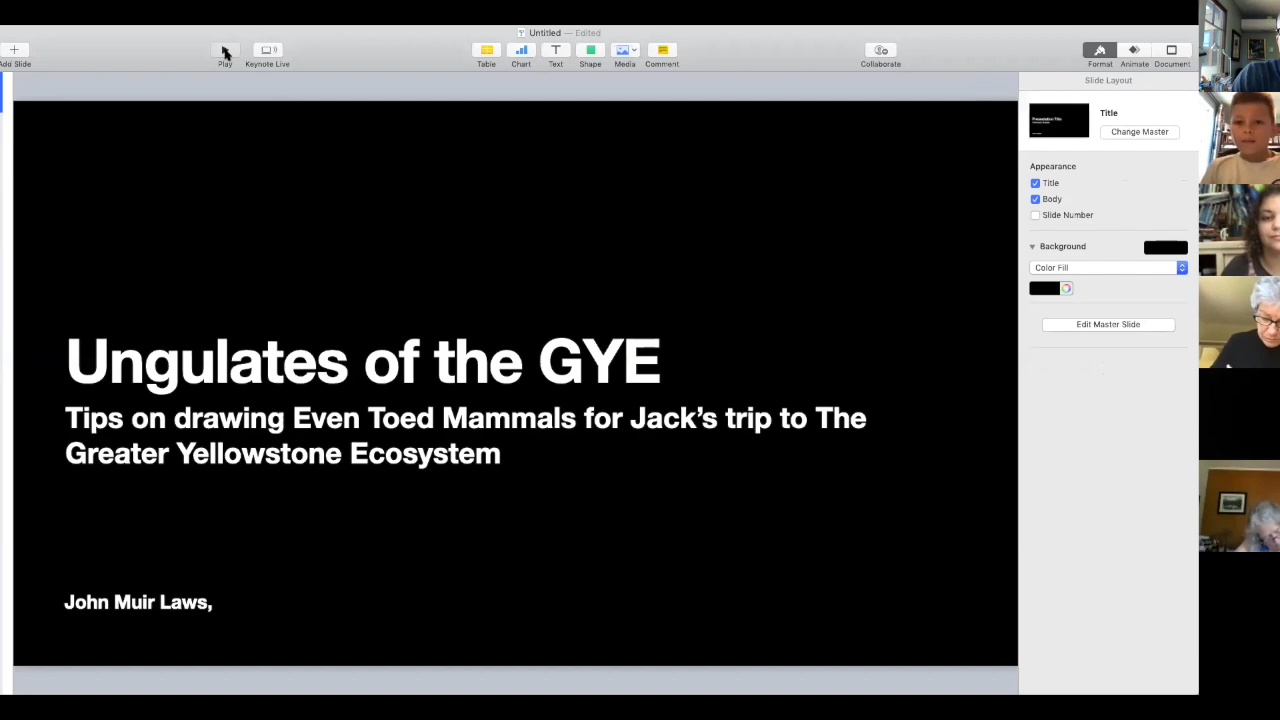 Untitled — Edited
Add Slide
Play
Keynote Live
Table
Chart
Text
Shape
Media
Comment
Collaborate
Format
Animate
Document
Slide Layout
Title
Change Master
Appearance
Title
Body
Slide Number
Background
Color Fill
Edit Master Slide
Ungulates of the GYE
Tips on drawing Even Toed Mammals for Jack’s trip to The
Greater Yellowstone Ecosystem
John Muir Laws,